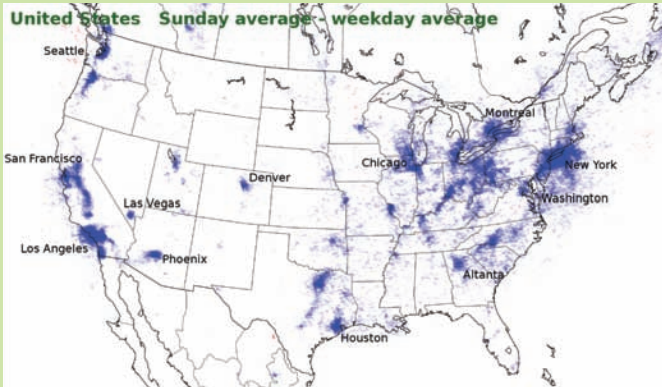 United States Sunday average - weekday average
Seattle
Montreal
San Francisco
Chicago
New York
Denver
Las Vegas
Washington
Los Angeles
Phoenix
Altanta
Houston